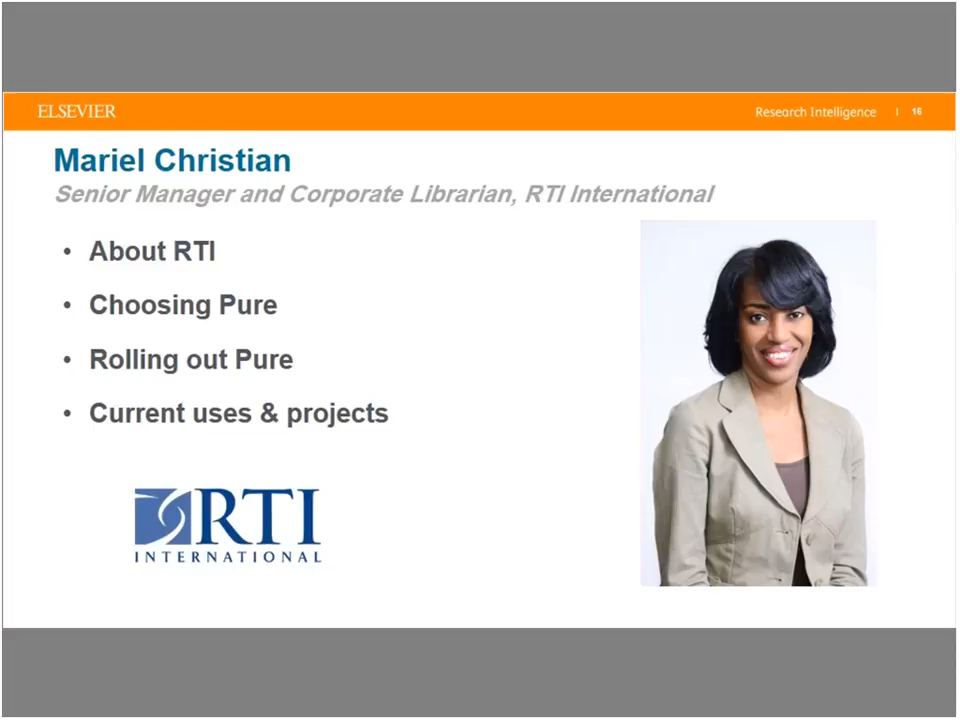 ELSEVIER
Research Intelligence | 16
Mariel Christian
Senior Manager and Corporate Librarian, RTI International
• About RTI
• Choosing Pure
• Rolling out Pure
• Current uses & projects
RTI
INTERNATIONAL